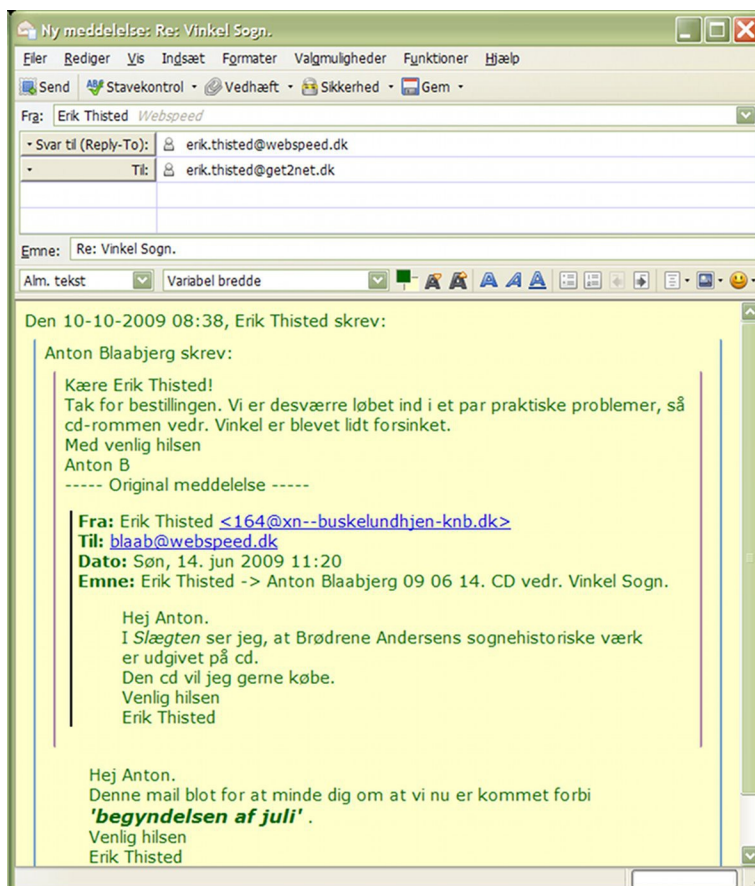 Ny meddelelse: Re: Vinkel Sogn.
Filer Rediger Vis Indsæt Formater Valgmuligheder Funktioner Hjælp
Send Stavekontrol Vedhæft Sikkerhed Gem
Fra: Erik Thisted Webspeed
Svar til (Reply-To): erik.thisted@webspeed.dk
Til: erik.thisted@get2net.dk
Emne: Re: Vinkel Sogn.
Alm. tekst Variabel bredde
Den 10-10-2009 08:38, Erik Thisted skrev:
Anton Blaabjerg skrev:
Kære Erik Thisted!
Tak for bestillingen. Vi er desværre løbet ind i et par praktiske problemer, så
cd-rommen vedr. Vinkel er blevet lidt forsinket.
Med venlig hilsen
Anton B
----- Original meddelelse -----
Fra: Erik Thisted <164@xn--buskelundhjen-knb.dk>
Til: blaab@webspeed.dk
Dato: Søn, 14. jun 2009 11:20
Emne: Erik Thisted -> Anton Blaabjerg 09 06 14. CD vedr. Vinkel Sogn.
Hej Anton.
I Slægten ser jeg, at Brødrene Andersens sognehistoriske værk
er udgivet på cd.
Den cd vil jeg gerne købe.
Venlig hilsen
Erik Thisted
Hej Anton.
Denne mail blot for at minde dig om at vi nu er kommet forbi
'begyndelsen af juli' .
Venlig hilsen
Erik Thisted